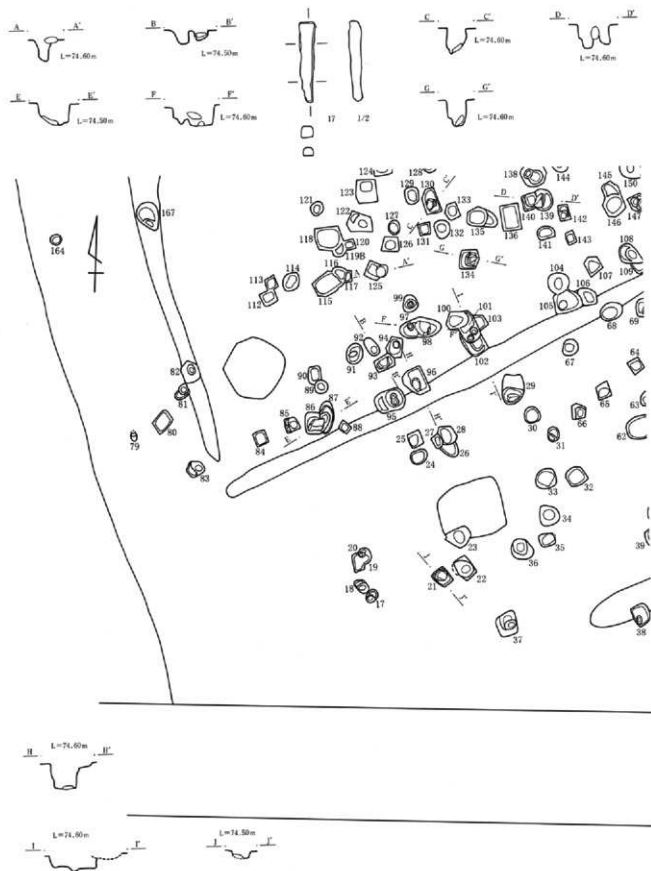 A A'
L=74.60m
B B'
L=74.50m
17 1/2
C C'
L=74.60m
D D'
L=74.60m
E E'
L=74.50m
F F'
L=74.60m
G G'
L=74.60m
124 128 138 144 145 150
123 129 130 C' 133 D 140 139 D' 146 147
167 121 122 127 C 131 132 135 136 142
118 120 126 141 143
164 119B G 134 G' 108
116 117 A 125 A' 107 109
113 114 115 104
112 99 I 106
97 100 101 103 105
B F 98 68 69
92 94 102
91 93 B' 67
82 90 96 64
81 89 29 65
87 95 I'
80 85 86 E' H' 28 30 66
79 84 E 88 25 27 31 62
83 24 26
33 32
34
23 35 39
20 36
19 J 22
18 21
17 J'
37 38
H L=74.60m H'
L=74.60m
I I'
L=74.50m
J J'